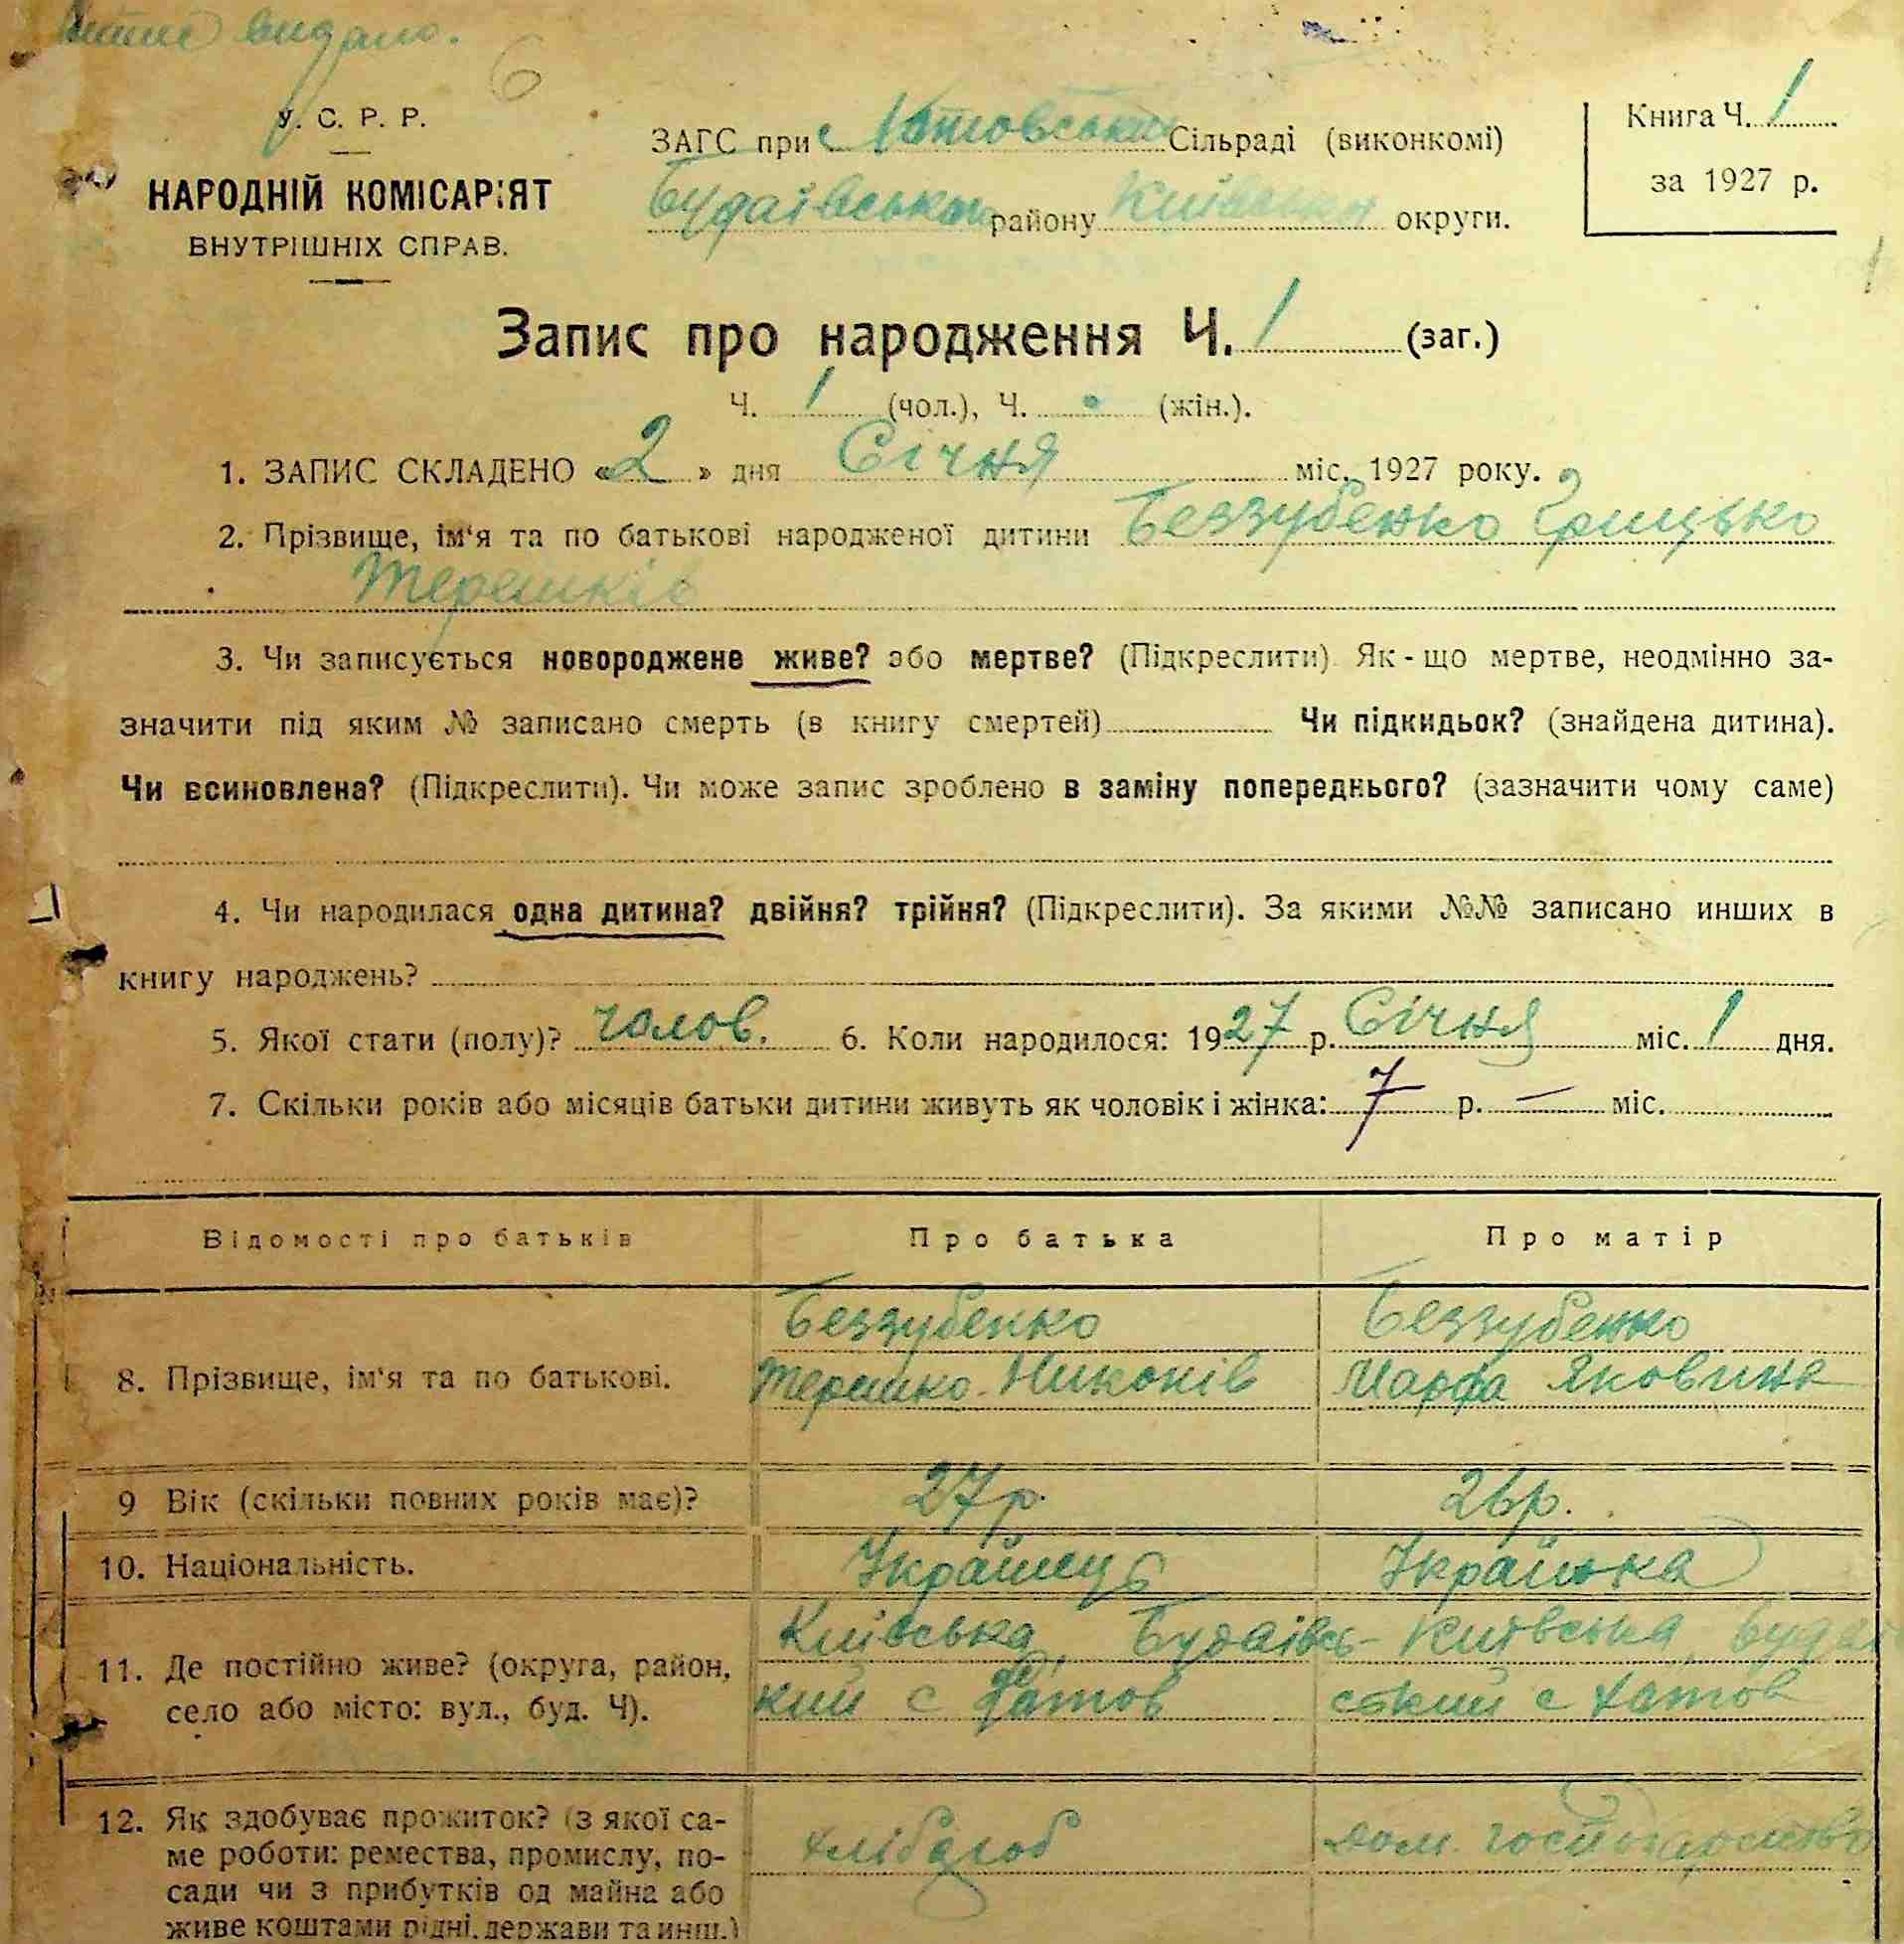 видано.
6
У. С. Р. Р.
НАРОДНІЙ КОМІСАР'ЯТ
ВНУТРІШНІХ СПРАВ.
ЗАГС при Сільраді (виконкомі)
Будаївської району Київської округи.
Книга Ч. 1
за 1927 р.
Запис про народження Ч. 1 (заг.)
Ч. 1 (чол.), Ч. (жін.).
1. ЗАПИС СКЛАДЕНО «2» дня Січня міс. 1927 року.
2. Прізвище, ім'я та по батькові народженої дитини Беззубенко Грицько
Терешків
3. Чи записується новороджене живе? або мертве? (Підкреслити) Як-що мертве, неодмінно за-
значити під яким № записано смерть (в книгу смертей) Чи підкидьок? (знайдена дитина).
Чи всиновлена? (Підкреслити). Чи може запис зроблено в заміну попереднього? (зазначити чому саме)
4. Чи народилася одна дитина? двійня? трійня? (Підкреслити). За якими №№ записано инших в
книгу народжень?
5. Якої стати (полу)? чолов. 6. Коли народилося: 1927 р. Січня міс. 1 дня.
7. Скільки років або місяців батьки дитини живуть як чоловік і жінка: 7 р. — міс.
Відомості про батьків Про батька Про матір
8. Прізвище, ім'я та по батькові. Беззубенко Терешко Никонів Беззубенко Марфа Яковина
9 Вік (скільки повних років має)? 27р. 26р.
10. Національність. Українець Українка
11. Де постійно живе? (округа, район, село або місто: вул., буд. Ч). Київська, Будаївсь-кий с Хатов Київська, ський с Хатов
12. Як здобуває прожиток? (з якої са-
ме роботи: ремества, промислу, по-
сади чи з прибутків од майна або
живе коштами рідні, держави та инш.)
хлібороб дом. господарство